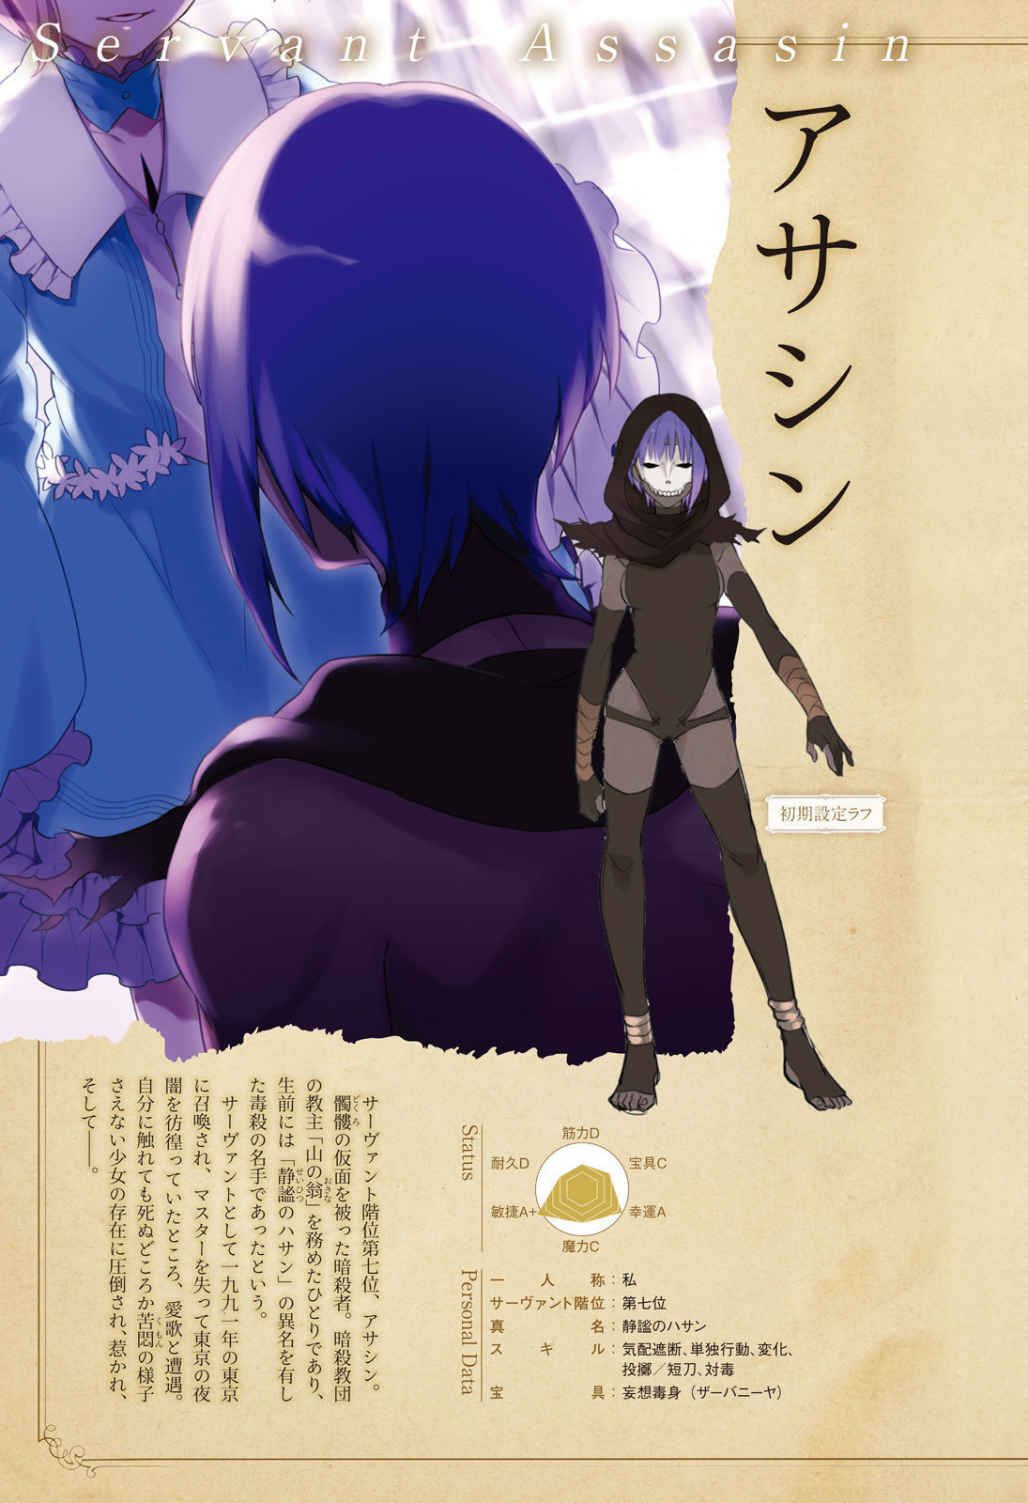 Servant Assasin
アサシン
初期設定ラフ
サーヴァント階位第七位、アサシン。
髑髏の仮面を被った暗殺者。暗殺教団
どくろ
の教主「山の翁」を務めたひとりであり、
おきな
生前には「静謐のハサン」の異名を有し
せいひつ
た毒殺の名手であったという。
サーヴァントとして一九九一年の東京
に召喚され、マスターを失って東京の夜
闇を彷徨っていたところ、愛歌と遭遇。
自分に触れても死ぬどころか苦悶の様子
くもん
さえない少女の存在に圧倒され、惹かれ、
そして――。
Status
筋力D
耐久D
宝具C
敏捷A+
幸運A
魔力C
Personal Data
一人称：私
サーヴァント階位：第七位
真名：静謐のハサン
スキル：気配遮断、単独行動、変化、
投擲／短刀、対毒
宝具：妄想毒身（ザーバニーヤ）